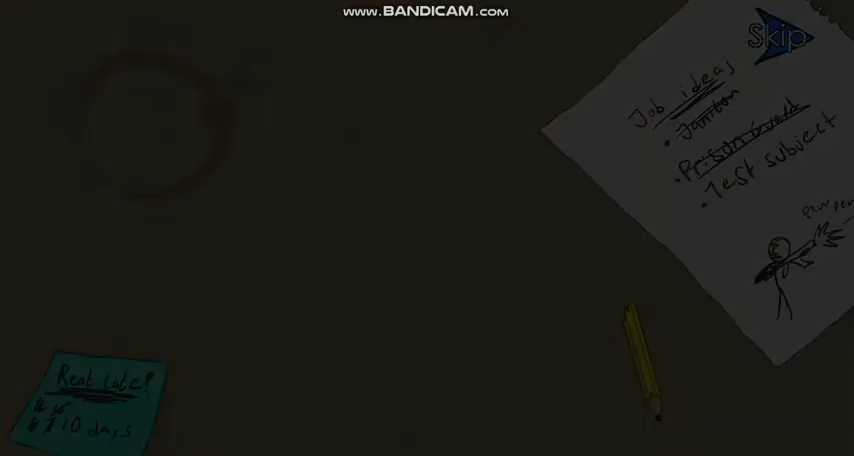 www.BANDICAM.com
Skip
Job ideas
• Janitor
• Prison Guard
• Test subject
pew pew
Rent Late!
10 days